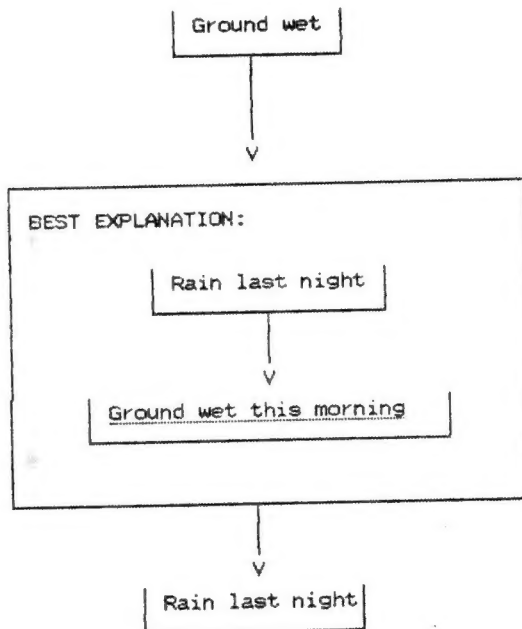 Ground wet
BEST EXPLANATION:
Rain last night
Ground wet this morning
Rain last night